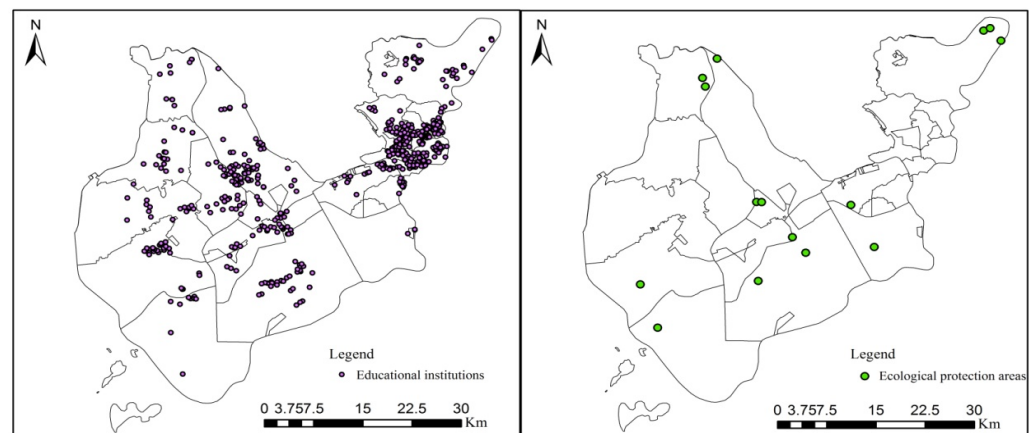 N
Legend
Educational institutions
0 3.757.5 15 22.5 30
Km
N
Legend
Ecological protection areas
0 3.757.5 15 22.5 30
Km